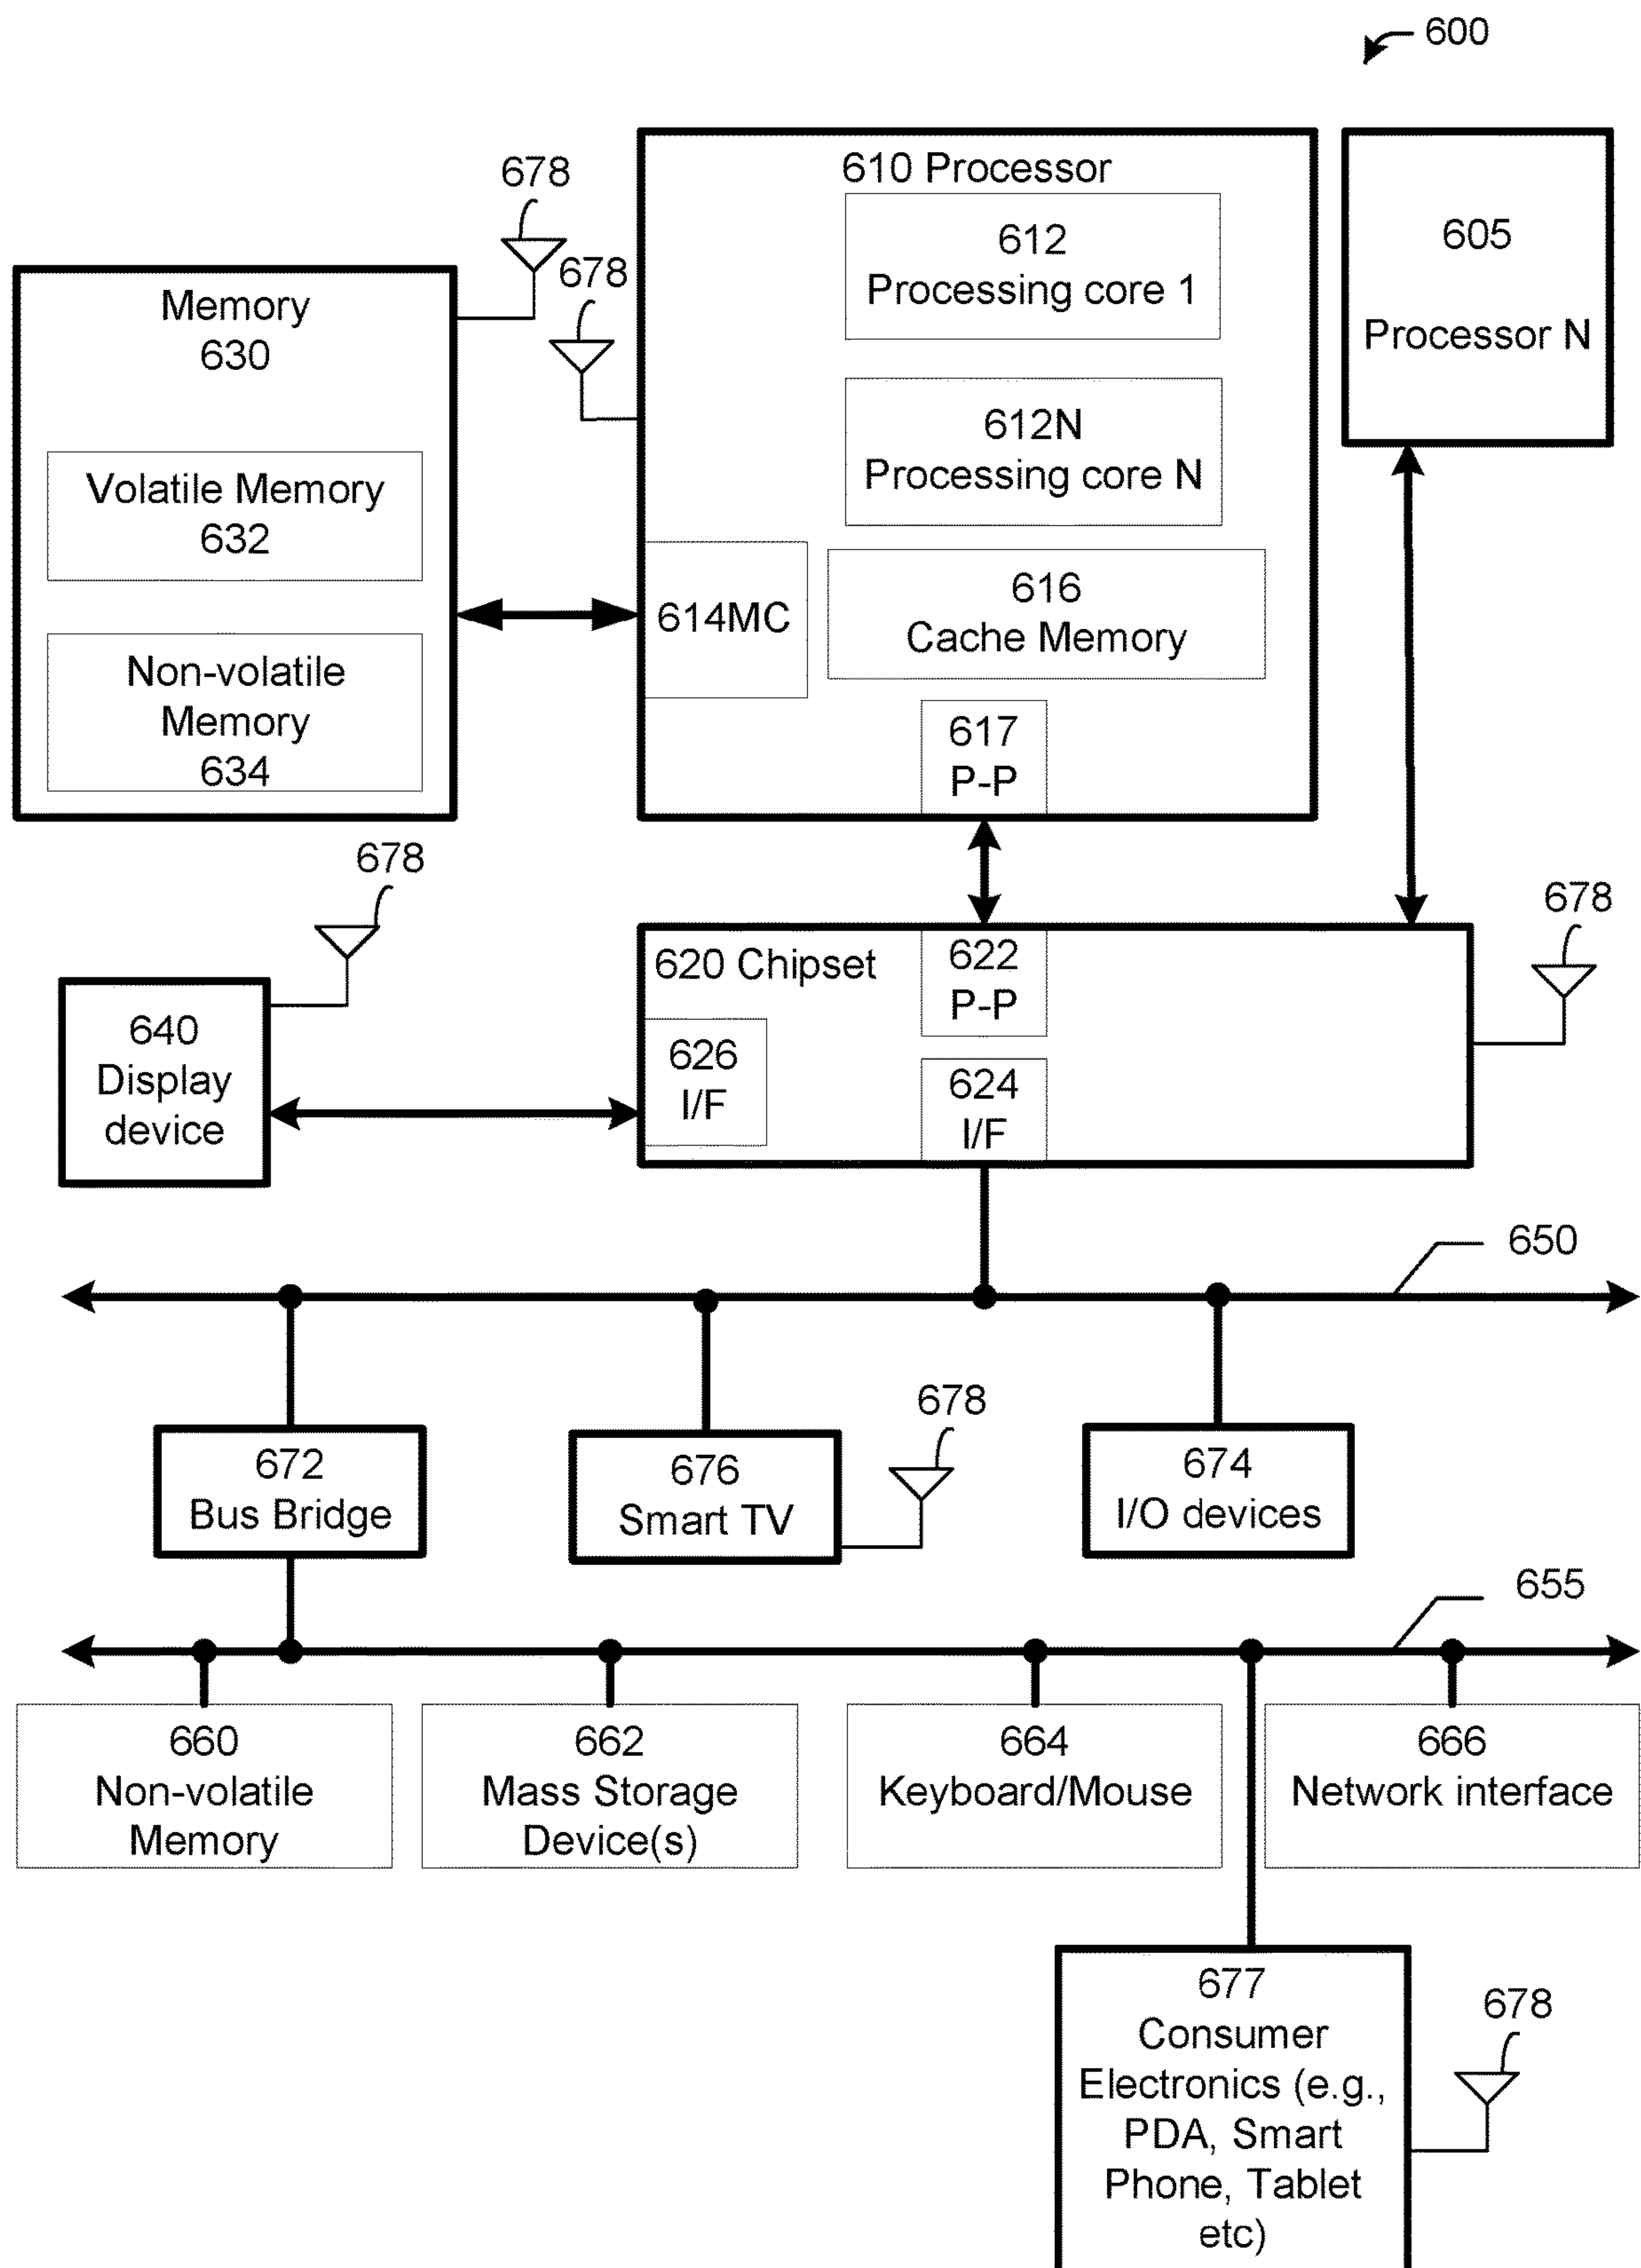 600
678
678
Memory
630
Volatile Memory
632
Non-volatile
Memory
634
610 Processor
612
Processing core 1
612N
Processing core N
614MC
616
Cache Memory
617
P-P
605
Processor N
678
640
Display
device
620 Chipset
622
P-P
626
I/F
624
I/F
678
650
672
Bus Bridge
676
Smart TV
678
674
I/O devices
655
660
Non-volatile
Memory
662
Mass Storage
Device(s)
664
Keyboard/Mouse
666
Network interface
677
Consumer
Electronics (e.g.,
PDA, Smart
Phone, Tablet
etc)
678